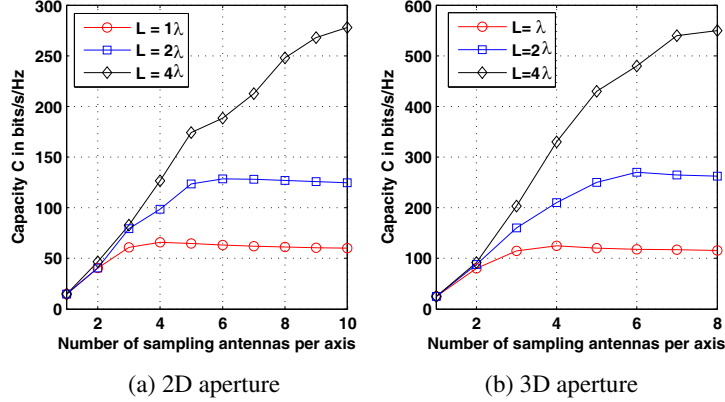 300
250
200
150
100
50
0
2
4
6
8
10
Capacity C in bits/s/Hz
Number of sampling antennas per axis
L = 1λ
L = 2λ
L = 4λ
(a) 2D aperture
600
500
400
300
200
100
0
2
4
6
8
Capacity C in bits/s/Hz
Number of sampling antennas per axis
L= λ
L=2λ
L=4λ
(b) 3D aperture